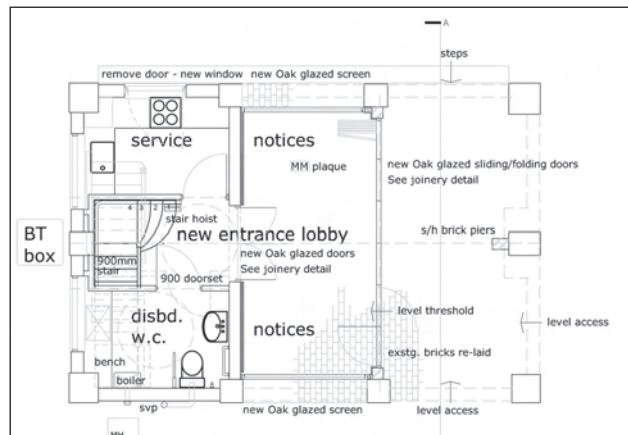 A
steps
remove door - new window
new Oak glazed screen
service
notices
MM plaque
new Oak glazed sliding/folding doors
See joinery detail
4 3 2 1
stair hoist
s/h brick piers
BT
box
new entrance lobby
new Oak glazed doors
See joinery detail
900mm
stair
900 doorset
disbd.
w.c.
notices
level threshold
level access
bench
exstg. bricks re-laid
boiler
svp
new Oak glazed screen
level access
MH